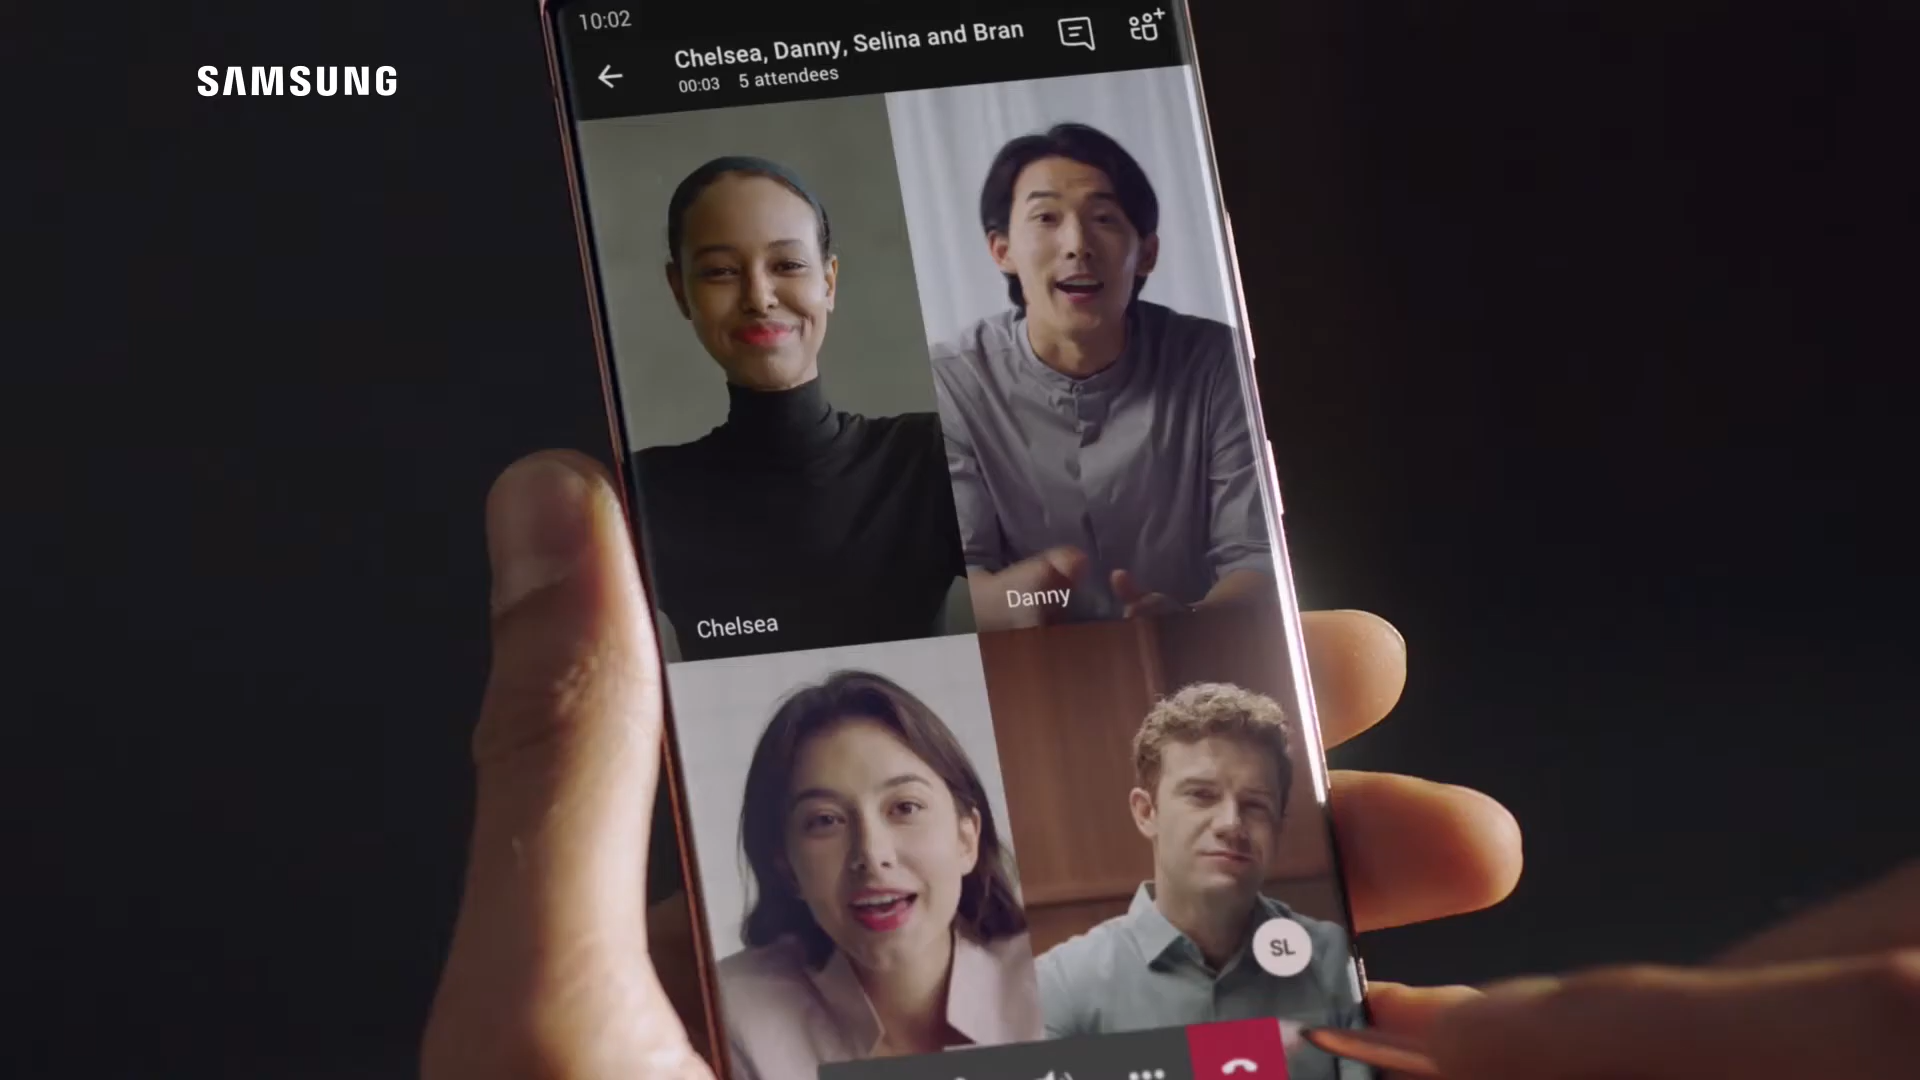 SAMSUNG
10:02
Chelsea, Danny, Selina and Bran
00:03 5 attendees
Chelsea
Danny
SL